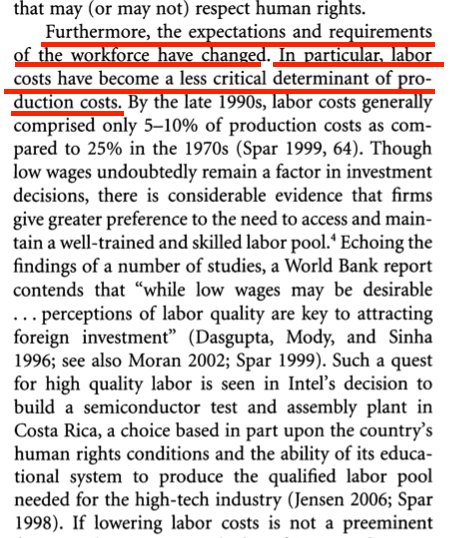 that may (or may not) respect human rights.
Furthermore, the expectations and requirements
of the workforce have changed. In particular, labor
costs have become a less critical determinant of pro-
duction costs. By the late 1990s, labor costs generally
comprised only 5–10% of production costs as com-
pared to 25% in the 1970s (Spar 1999, 64). Though
low wages undoubtedly remain a factor in investment
decisions, there is considerable evidence that firms
give greater preference to the need to access and main-
tain a well-trained and skilled labor pool.⁴ Echoing the
findings of a number of studies, a World Bank report
contends that “while low wages may be desirable
. . . perceptions of labor quality are key to attracting
foreign investment” (Dasgupta, Mody, and Sinha
1996; see also Moran 2002; Spar 1999). Such a quest
for high quality labor is seen in Intel’s decision to
build a semiconductor test and assembly plant in
Costa Rica, a choice based in part upon the country’s
human rights conditions and the ability of its educa-
tional system to produce the qualified labor pool
needed for the high-tech industry (Jensen 2006; Spar
1998). If lowering labor costs is not a preeminent